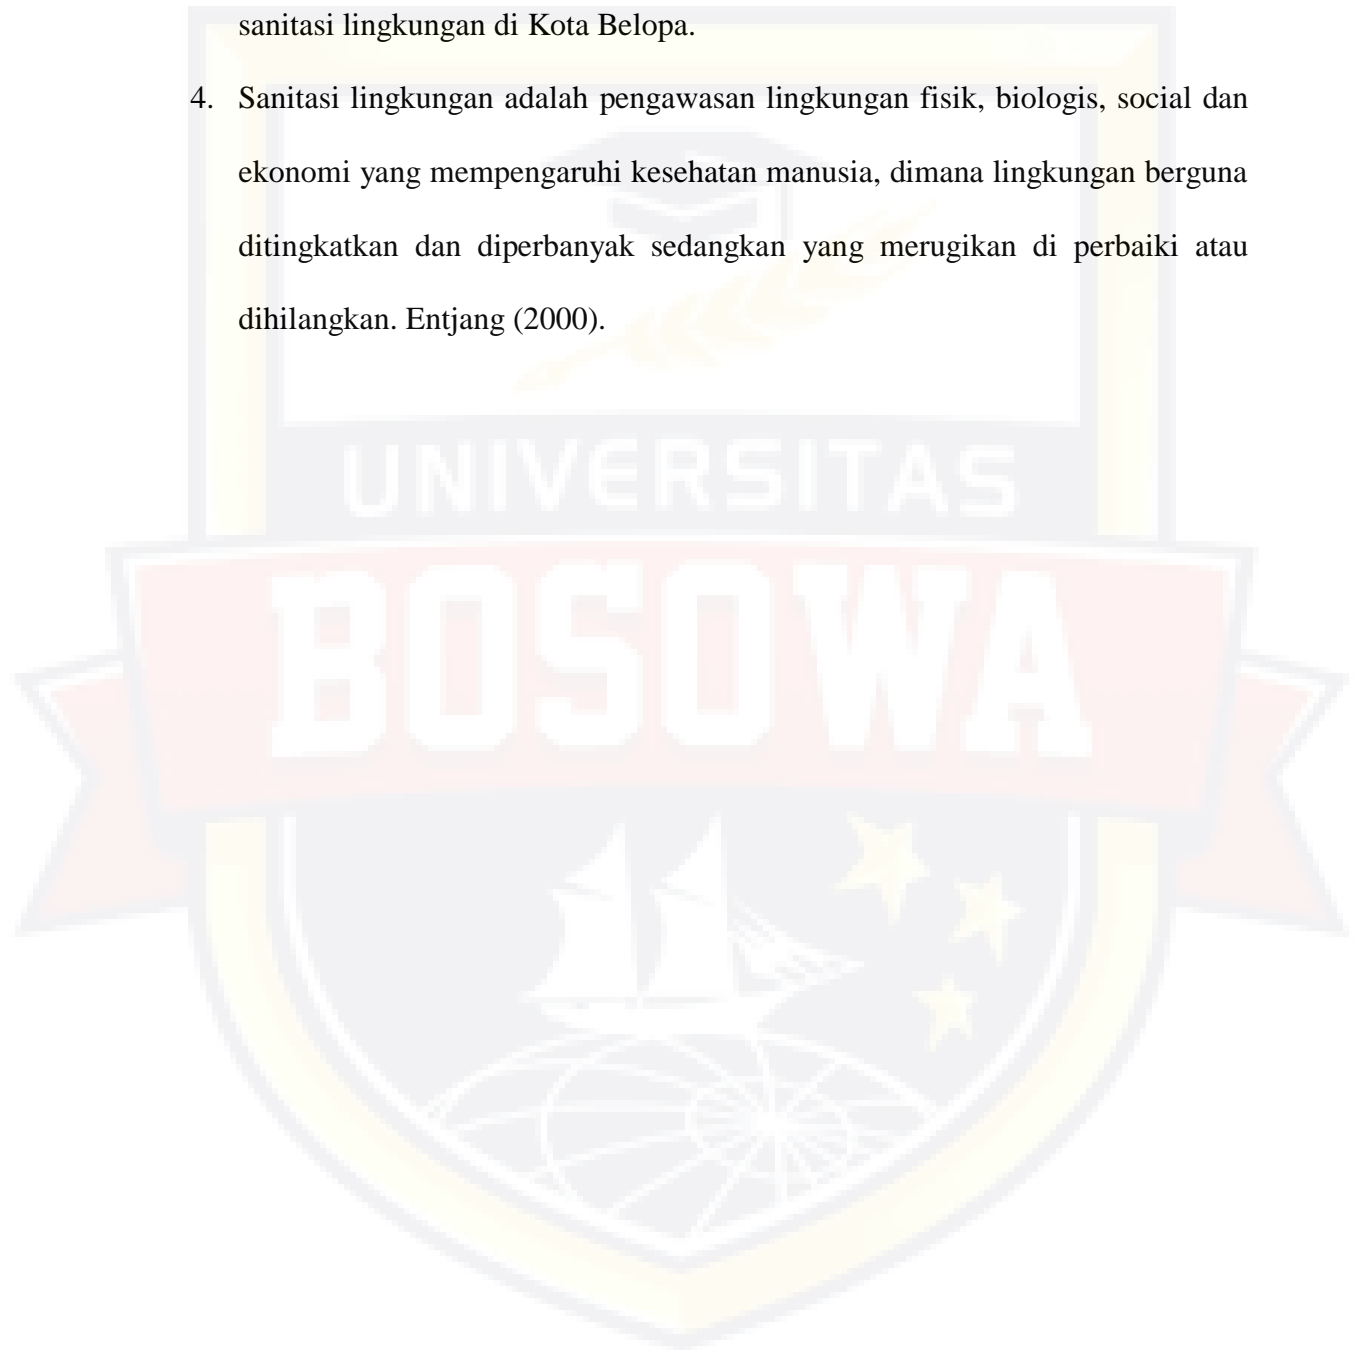 sanitasi lingkungan di Kota Belopa.
4. Sanitasi lingkungan adalah pengawasan lingkungan fisik, biologis, social dan
ekonomi yang mempengaruhi kesehatan manusia, dimana lingkungan berguna
ditingkatkan dan diperbanyak sedangkan yang merugikan di perbaiki atau
dihilangkan. Entjang (2000).
UNIVERSITAS
BOSOWA